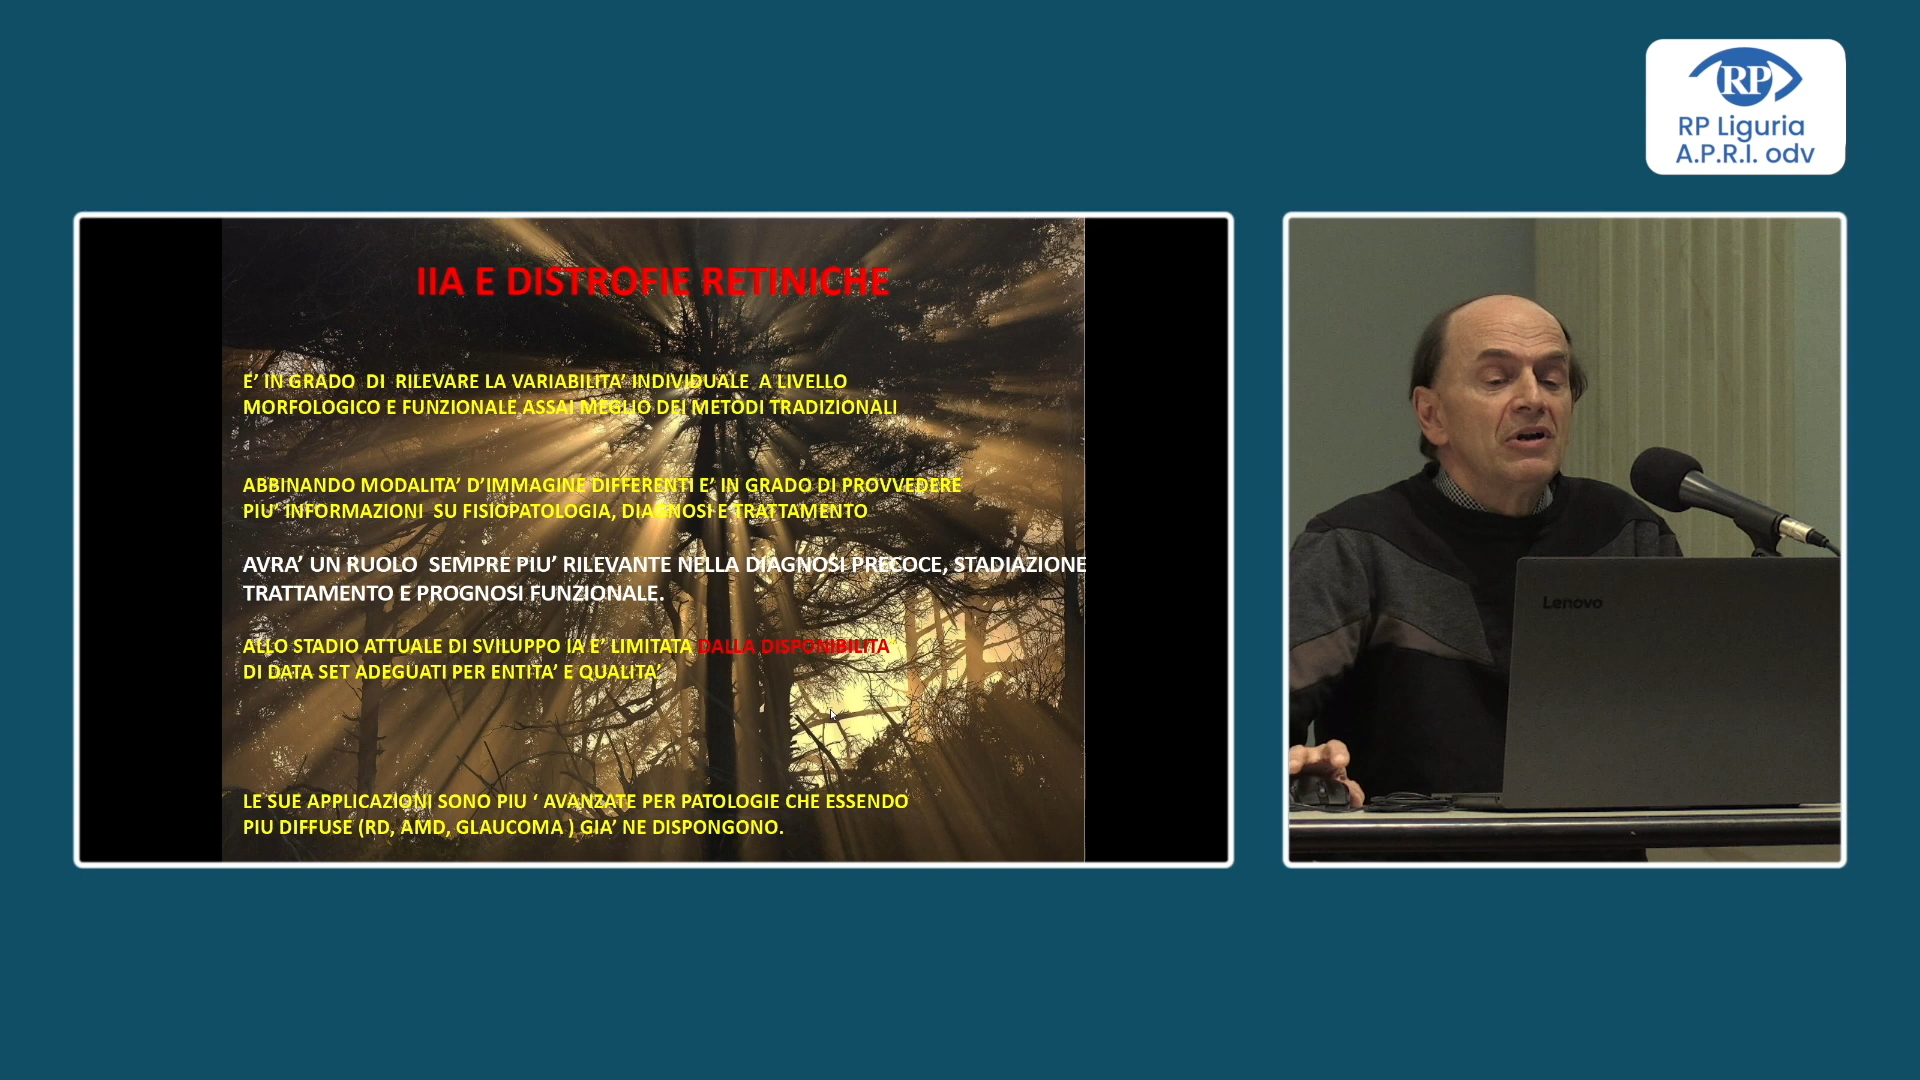 RP
RP Liguria
A.P.R.I. odv
IIA E DISTROFIE RETINICHE
E’ IN GRADO  DI  RILEVARE LA VARIABILITA’ INDIVIDUALE  A LIVELLO
MORFOLOGICO E FUNZIONALE ASSAI MEGLIO DEI METODI TRADIZIONALI
ABBINANDO MODALITA’ D’IMMAGINE DIFFERENTI E’ IN GRADO DI PROVVEDERE
PIU’ INFORMAZIONI  SU FISIOPATOLOGIA, DIAGNOSI E TRATTAMENTO
AVRA’ UN RUOLO  SEMPRE PIU’ RILEVANTE NELLA DIAGNOSI PRECOCE, STADIAZIONE
TRATTAMENTO E PROGNOSI FUNZIONALE.
ALLO STADIO ATTUALE DI SVILUPPO IA E’ LIMITATA DALLA DISPONIBILITA’
DI DATA SET ADEGUATI PER ENTITA’ E QUALITA’
LE SUE APPLICAZIONI SONO PIU ‘ AVANZATE PER PATOLOGIE CHE ESSENDO
PIU DIFFUSE (RD, AMD, GLAUCOMA ) GIA’ NE DISPONGONO.
Lenovo